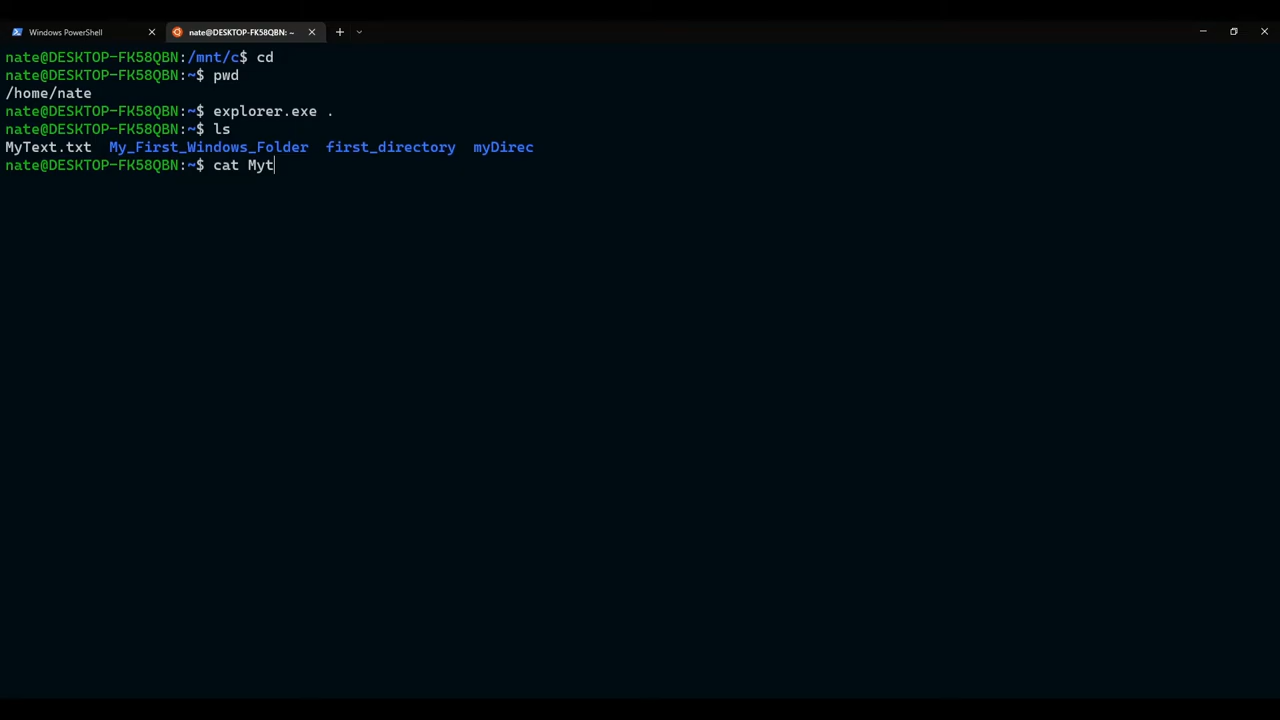 Windows PowerShell
nate@DESKTOP-FK58QBN: ~
nate@DESKTOP-FK58QBN:/mnt/c$ cd
nate@DESKTOP-FK58QBN:~$ pwd
/home/nate
nate@DESKTOP-FK58QBN:~$ explorer.exe .
nate@DESKTOP-FK58QBN:~$ ls
MyText.txt  My_First_Windows_Folder  first_directory  myDirec
nate@DESKTOP-FK58QBN:~$ cat Myt